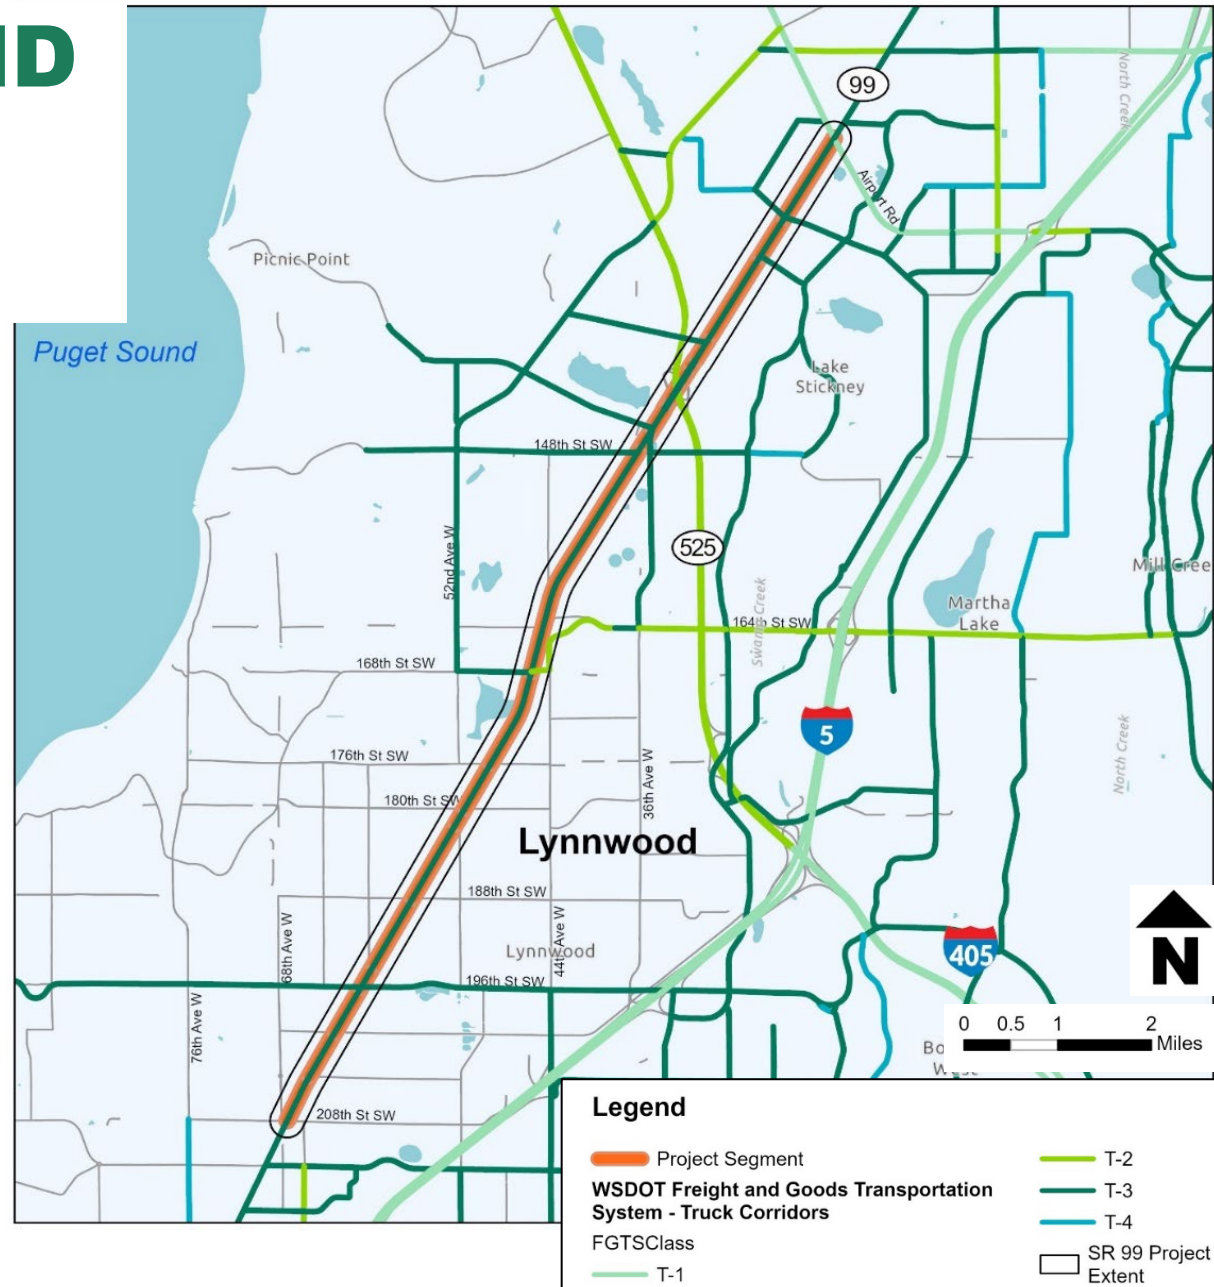 99
North Creek
Airport Rd
Picnic Point
Puget Sound
Lake
Stickney
148th St SW
525
52nd Ave W
Swamp Creek
Martha
Lake
164th St SW
168th St SW
5
176th St SW
36th Ave W
North Creek
180th St SW
Lynnwood
188th St SW
68th Ave W
44th Ave W
Lynnwood
405
N
196th St SW
76th Ave W
0 0.5 1 2
Miles
West
208th St SW
Legend
Project Segment
WSDOT Freight and Goods Transportation
System - Truck Corridors
FGTSClass
T-1
T-2
T-3
T-4
SR 99 Project
Extent